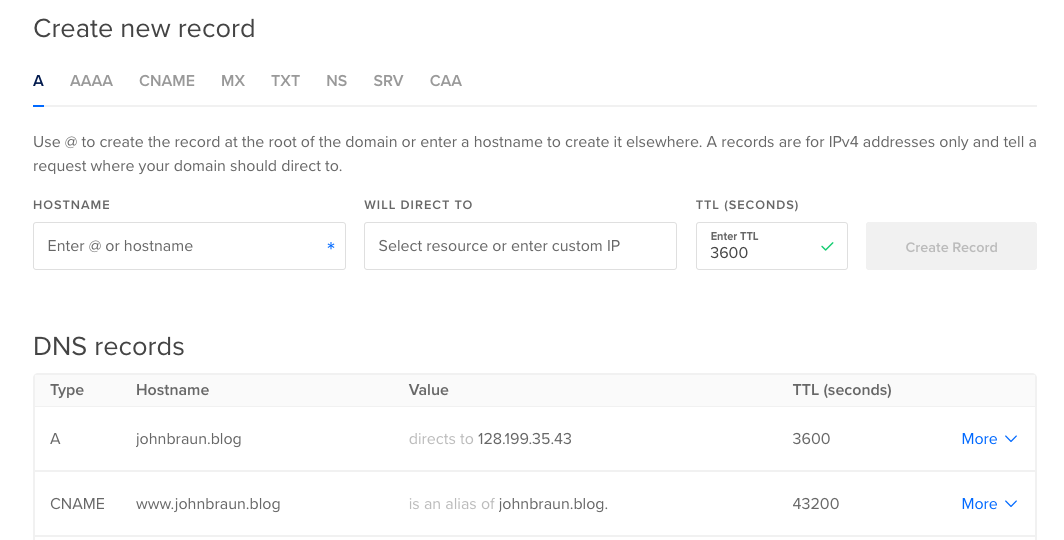 Create new record
A AAAA CNAME MX TXT NS SRV CAA
Use @ to create the record at the root of the domain or enter a hostname to create it elsewhere. A records are for IPv4 addresses only and tell a
request where your domain should direct to.
HOSTNAME WILL DIRECT TO TTL (SECONDS)
Enter @ or hostname * Select resource or enter custom IP Enter TTL
3600 Create Record
DNS records
Type Hostname Value TTL (seconds)
A johnbraun.blog directs to 128.199.35.43 3600 More
CNAME www.johnbraun.blog is an alias of johnbraun.blog. 43200 More